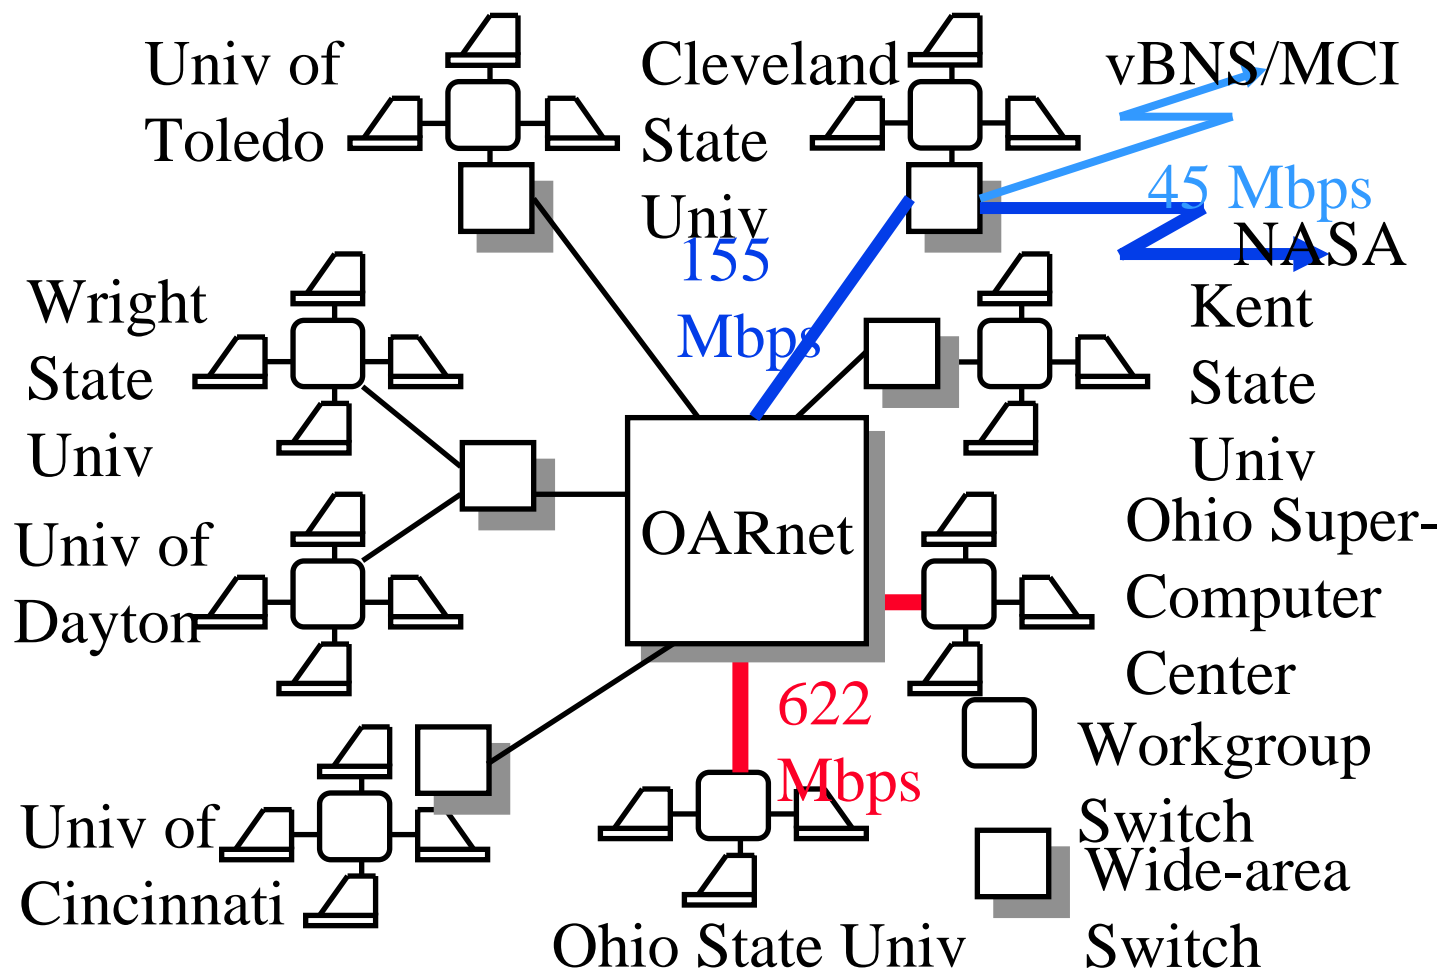 Univ of
Toledo
Cleveland
State
Univ
vBNS/MCI
45 Mbps
NASA
155
Mbps
Wright
State
Univ
Kent
State
Univ
OARnet
Univ of
Dayton
Ohio Super-
Computer
Center
622
Mbps
Univ of
Cincinnati
Ohio State Univ
Workgroup
Switch
Wide-area
Switch